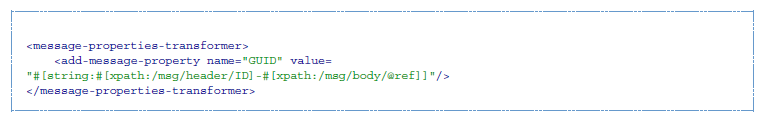 <message-properties-transformer>
<add-message-property name="GUID" value=
"#[string:#[xpath:/msg/header/ID]-#[xpath:/msg/body/@ref]]"/>
</message-properties-transformer>